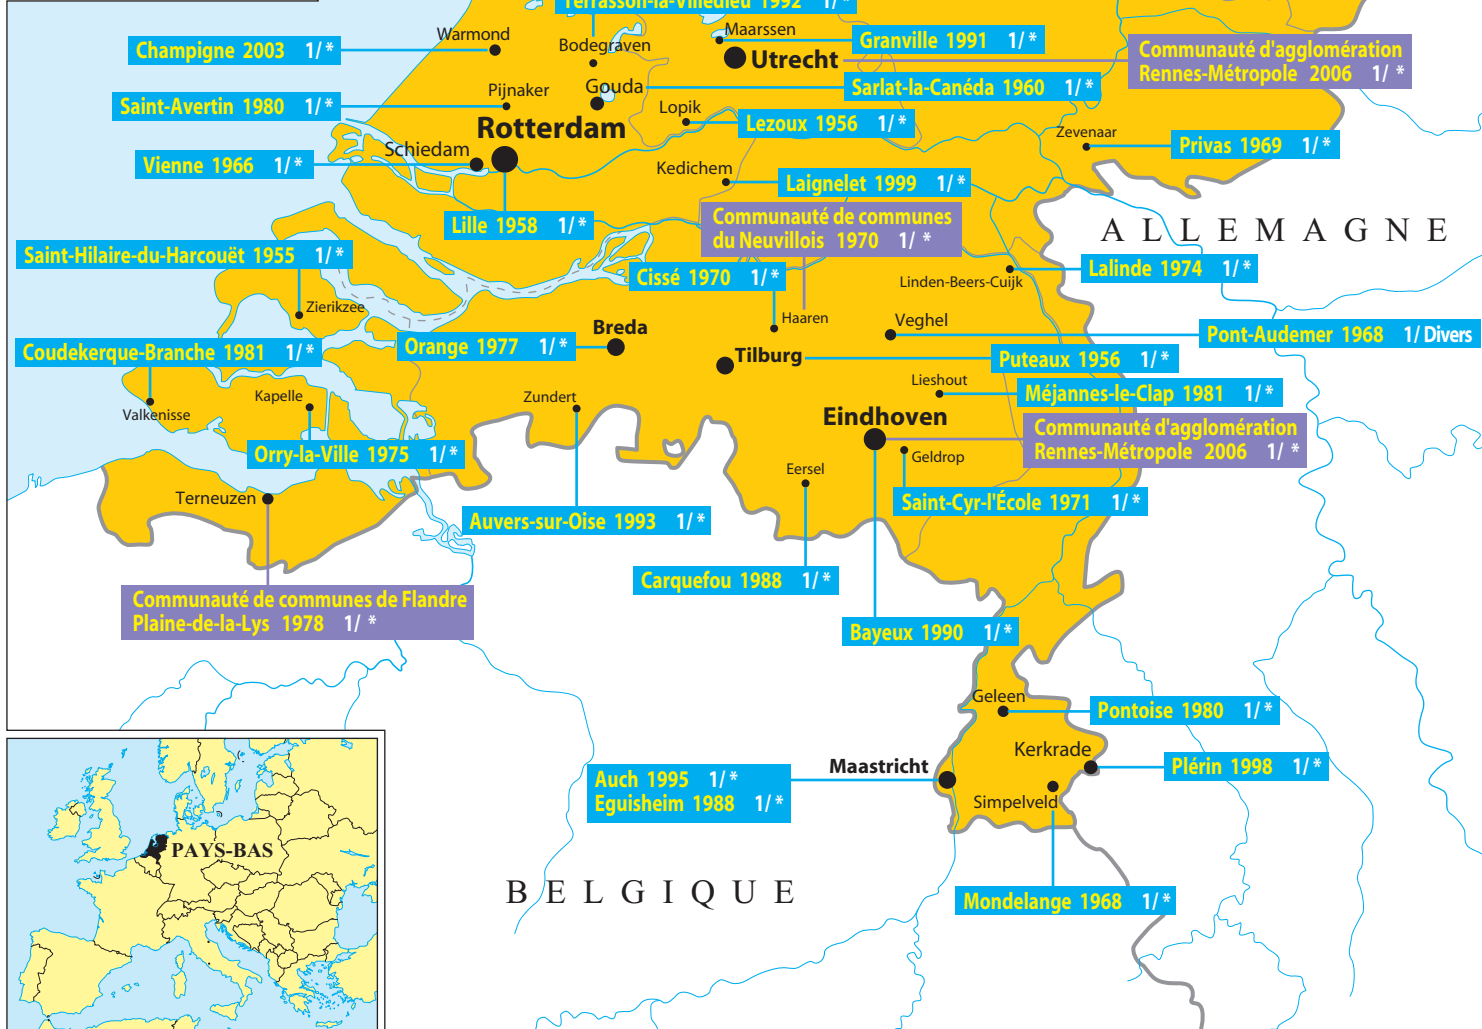 Terrasson-la-Villedieu 1992 1/ *
Warmond
Bodegraven
Maarssen
Champigne 2003 1/ *
Granville 1991 1/ *
Utrecht
Communauté d'agglomération
Rennes-Métropole 2006 1/ *
Saint-Avertin 1980 1/ *
Pijnaker
Gouda
Sarlat-la-Canéda 1960 1/ *
Lopik
Lezoux 1956 1/ *
Rotterdam
Zevenaar
Privas 1969 1/ *
Schiedam
Vienne 1966 1/ *
Kedichem
Laignelet 1999 1/ *
Lille 1958 1/ *
Communauté de communes
du Neuvillois 1970 1/ *
ALLEMAGNE
Saint-Hilaire-du-Harcouët 1955 1/ *
Cissé 1970 1/ *
Linden-Beers-Cuijk
Lalinde 1974 1/ *
Zierikzee
Haaren
Veghel
Pont-Audemer 1968 1/ Divers
Breda
Coudekerque-Branche 1981 1/ *
Orange 1977 1/ *
Tilburg
Puteaux 1956 1/ *
Lieshout
Méjannes-le-Clap 1981 1/ *
Valkenisse
Kapelle
Zundert
Eindhoven
Communauté d'agglomération
Rennes-Métropole 2006 1/ *
Orry-la-Ville 1975 1/ *
Geldrop
Eersel
Terneuzen
Saint-Cyr-l'École 1971 1/ *
Auvers-sur-Oise 1993 1/ *
Carquefou 1988 1/ *
Communauté de communes de Flandre
Plaine-de-la-Lys 1978 1/ *
Bayeux 1990 1/ *
Geleen
Pontoise 1980 1/ *
Kerkrade
Maastricht
Plérin 1998 1/ *
Auch 1995 1/ *
Eguisheim 1988 1/ *
Simpelveld
PAYS-BAS
BELGIQUE
Mondelange 1968 1/ *